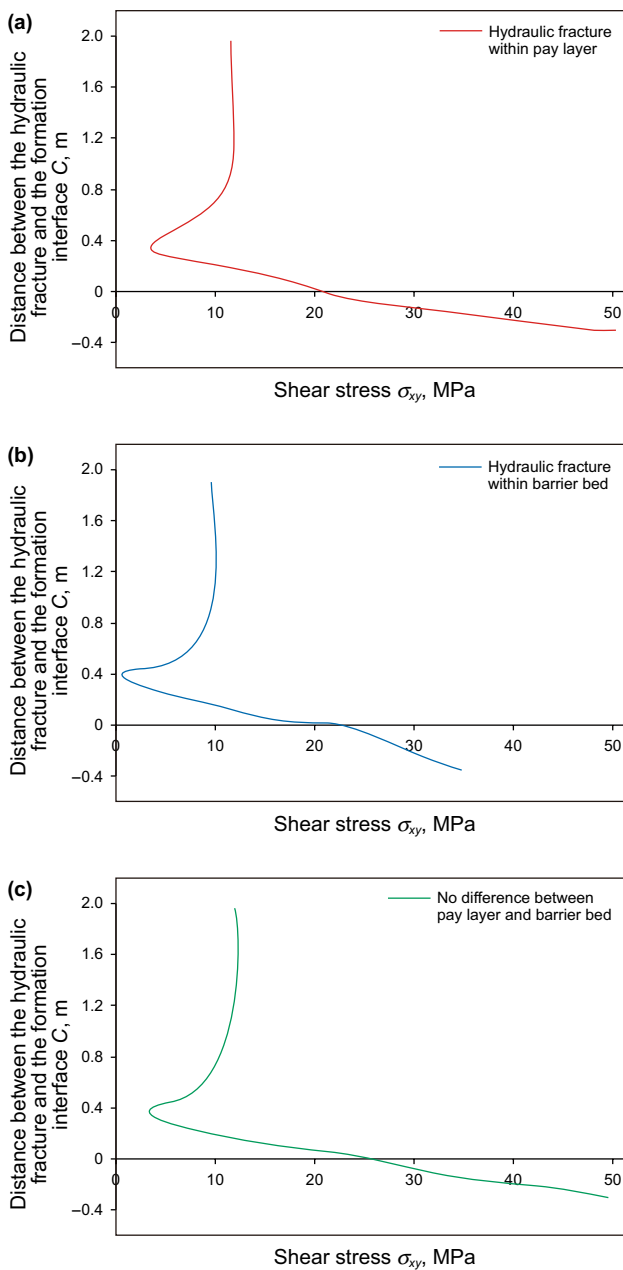 (a)
Distance between the hydraulic
fracture and the formation
interface C, m
2.0
1.6
1.2
0.8
0.4
0
–0.4
Hydraulic fracture
within pay layer
0 10 20 30 40 50
Shear stress σxy, MPa
(b)
Distance between the hydraulic
fracture and the formation
interface C, m
2.0
1.6
1.2
0.8
0.4
0
–0.4
Hydraulic fracture
within barrier bed
0 10 20 30 40 50
Shear stress σxy, MPa
(c)
Distance between the hydraulic
fracture and the formation
interface C, m
2.0
1.6
1.2
0.8
0.4
0
–0.4
No difference between
pay layer and barrier bed
0 10 20 30 40 50
Shear stress σxy, MPa